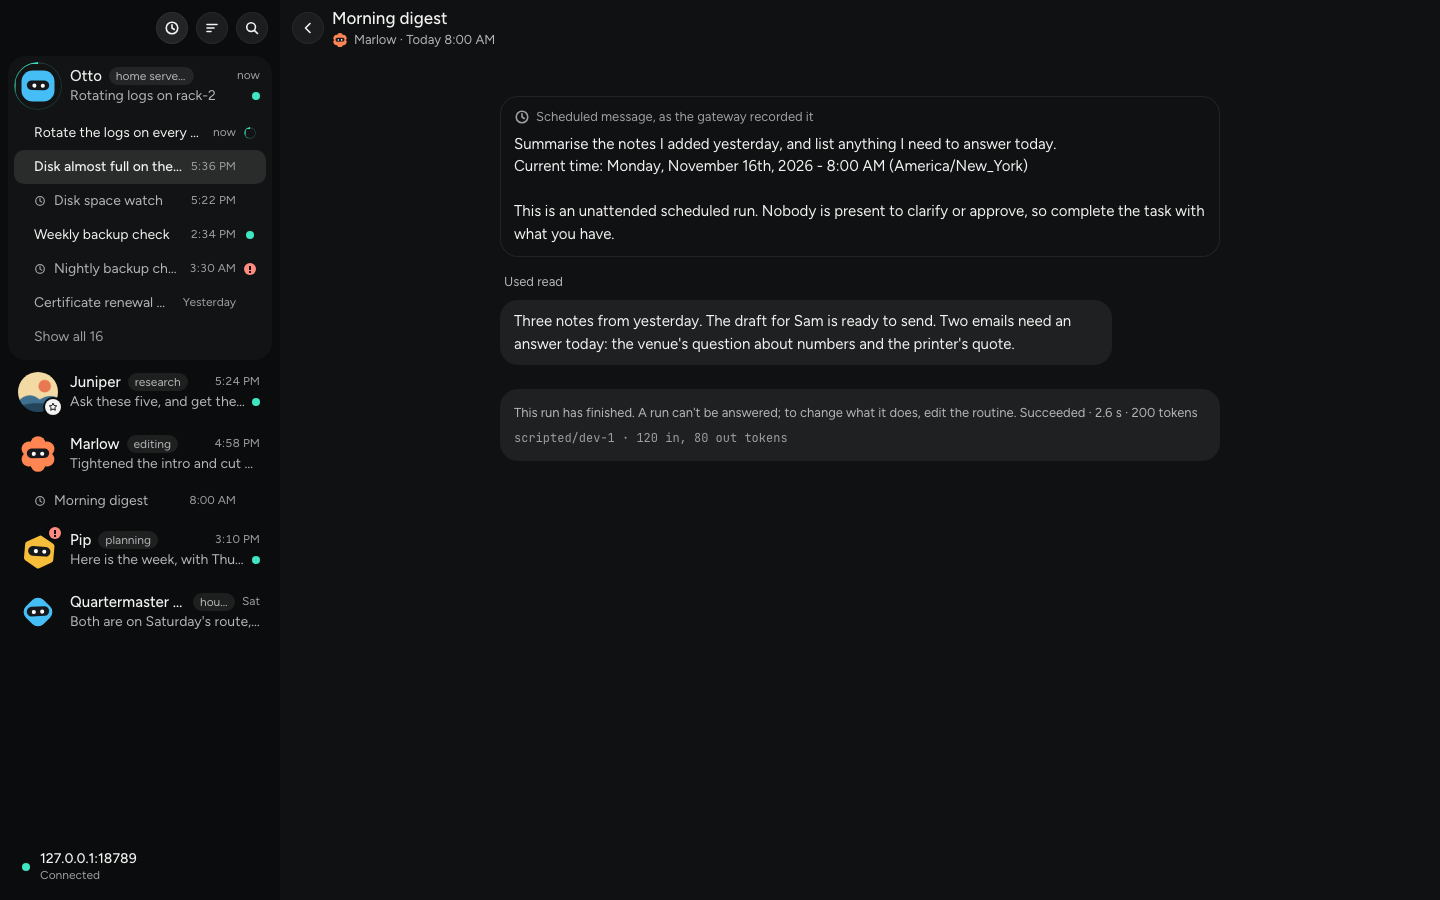 Otto home serve... now
Rotating logs on rack-2
Rotate the logs on every ... now
Disk almost full on the... 5:36 PM
Disk space watch 5:22 PM
Weekly backup check 2:34 PM
Nightly backup ch... 3:30 AM
Certificate renewal ... Yesterday
Show all 16
Juniper research 5:24 PM
Ask these five, and get the...
Marlow editing 4:58 PM
Tightened the intro and cut ...
Morning digest 8:00 AM
Pip planning 3:10 PM
Here is the week, with Thu...
Quartermaster ... hou... Sat
Both are on Saturday's route,...
127.0.0.1:18789
Connected
Morning digest
Marlow · Today 8:00 AM
Scheduled message, as the gateway recorded it
Summarise the notes I added yesterday, and list anything I need to answer today.
Current time: Monday, November 16th, 2026 - 8:00 AM (America/New_York)
This is an unattended scheduled run. Nobody is present to clarify or approve, so complete the task with
what you have.
Used read
Three notes from yesterday. The draft for Sam is ready to send. Two emails need an
answer today: the venue's question about numbers and the printer's quote.
This run has finished. A run can't be answered; to change what it does, edit the routine. Succeeded · 2.6 s · 200 tokens
scripted/dev-1 · 120 in, 80 out tokens